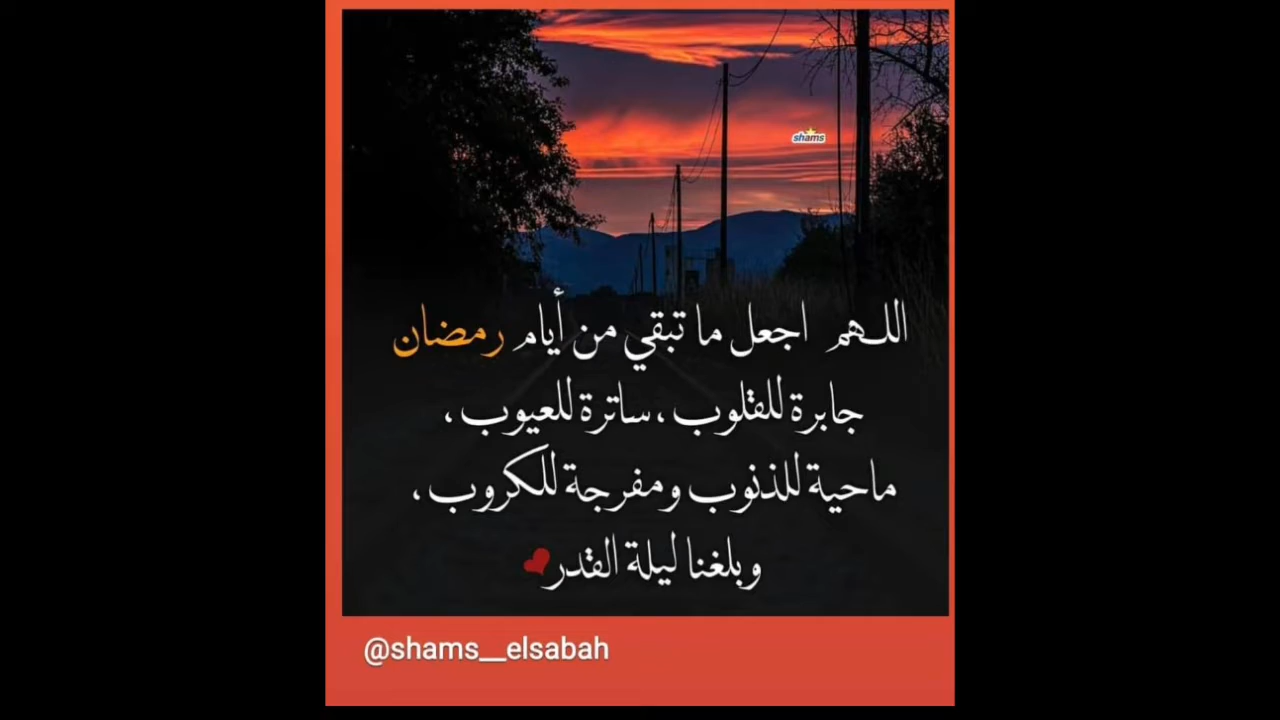 shams
اللهم اجعل ما تبقي من أيام رمضان
جابرة للقلوب ،ساترة للعيوب ،
ماحية للذنوب ومفرجة للكروب ،
وبلغنا ليلة القدر
@shams__elsabah